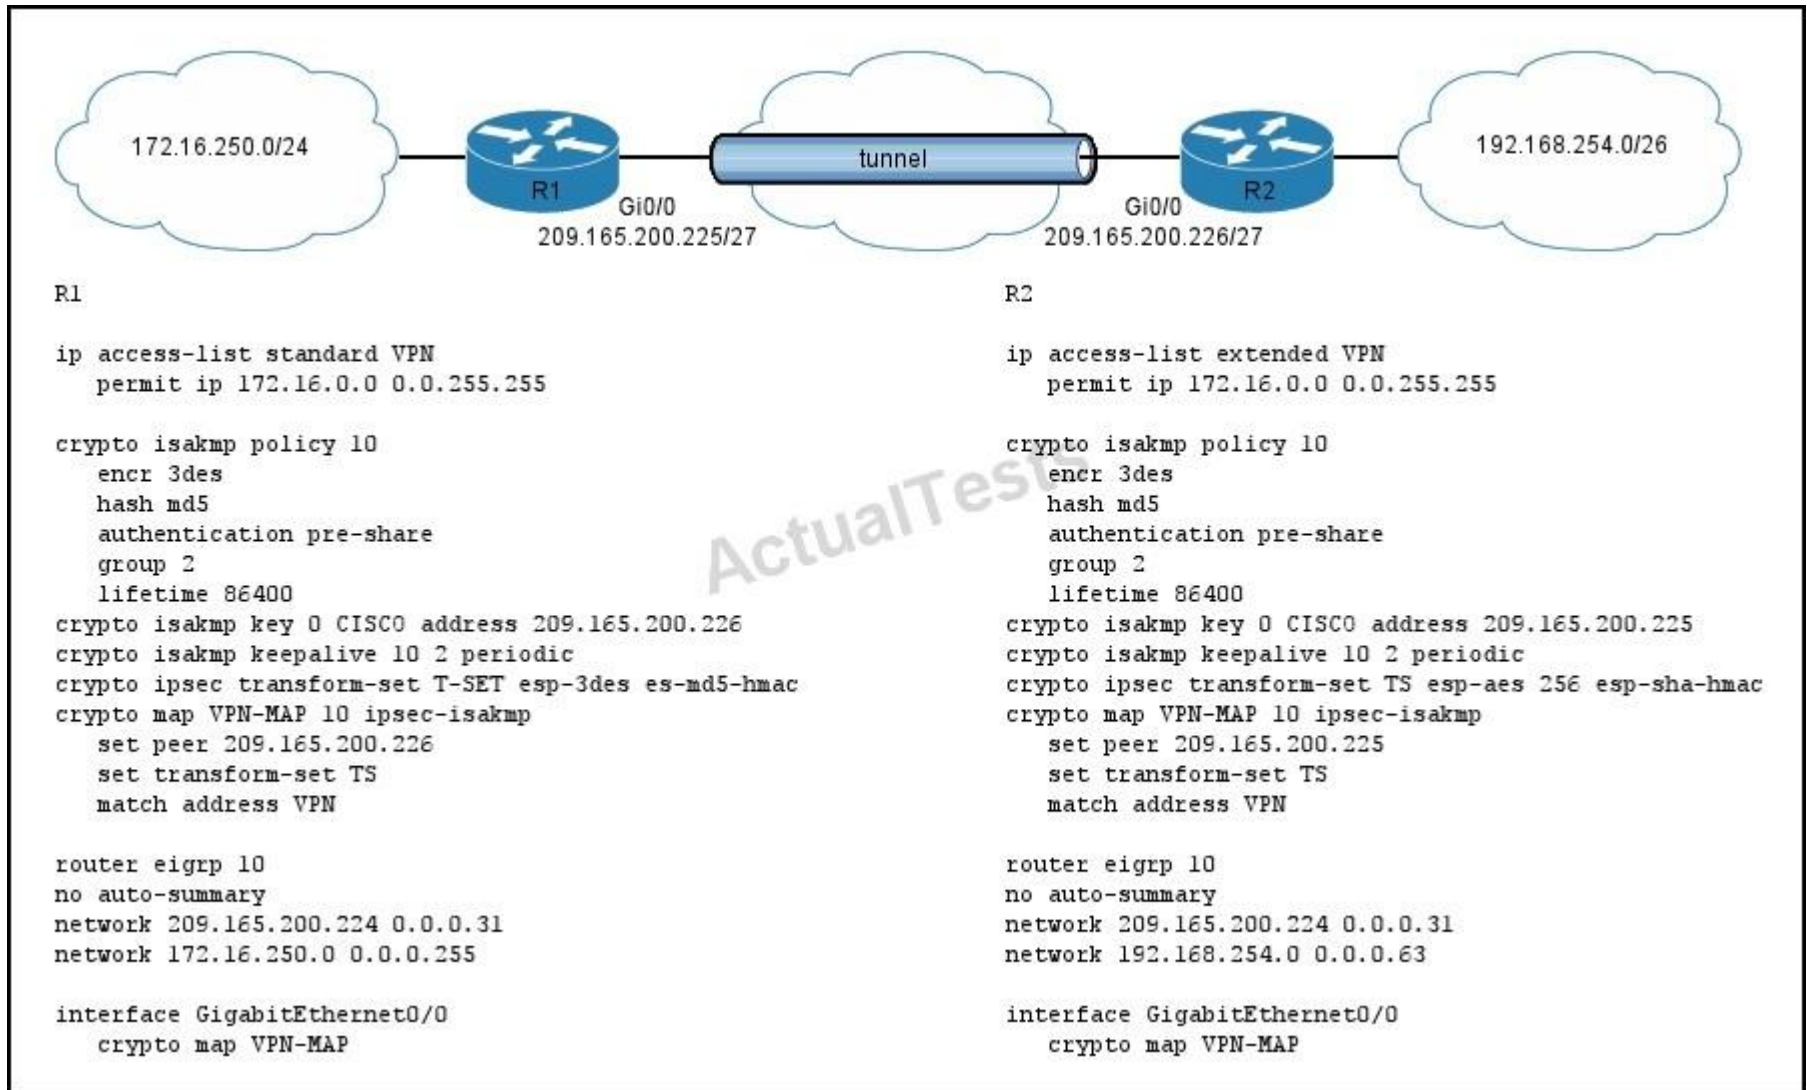 172.16.250.0/24
tunnel
192.168.254.0/26
R1
R2
Gi0/0
Gi0/0
209.165.200.225/27
209.165.200.226/27
R1
ip access-list standard VPN
permit ip 172.16.0.0 0.0.255.255
crypto isakmp policy 10
encr 3des
hash md5
authentication pre-share
group 2
lifetime 86400
crypto isakmp key 0 CISCO address 209.165.200.226
crypto isakmp keepalive 10 2 periodic
crypto ipsec transform-set T-SET esp-3des es-md5-hmac
crypto map VPN-MAP 10 ipsec-isakmp
set peer 209.165.200.226
set transform-set TS
match address VPN
router eigrp 10
no auto-summary
network 209.165.200.224 0.0.0.31
network 172.16.250.0 0.0.0.255
interface GigabitEthernet0/0
crypto map VPN-MAP
R2
ip access-list extended VPN
permit ip 172.16.0.0 0.0.255.255
crypto isakmp policy 10
encr 3des
hash md5
authentication pre-share
group 2
lifetime 86400
crypto isakmp key 0 CISCO address 209.165.200.225
crypto isakmp keepalive 10 2 periodic
crypto ipsec transform-set TS esp-aes 256 esp-sha-hmac
crypto map VPN-MAP 10 ipsec-isakmp
set peer 209.165.200.225
set transform-set TS
match address VPN
router eigrp 10
no auto-summary
network 209.165.200.224 0.0.0.31
network 192.168.254.0 0.0.0.63
interface GigabitEthernet0/0
crypto map VPN-MAP
ActualTests